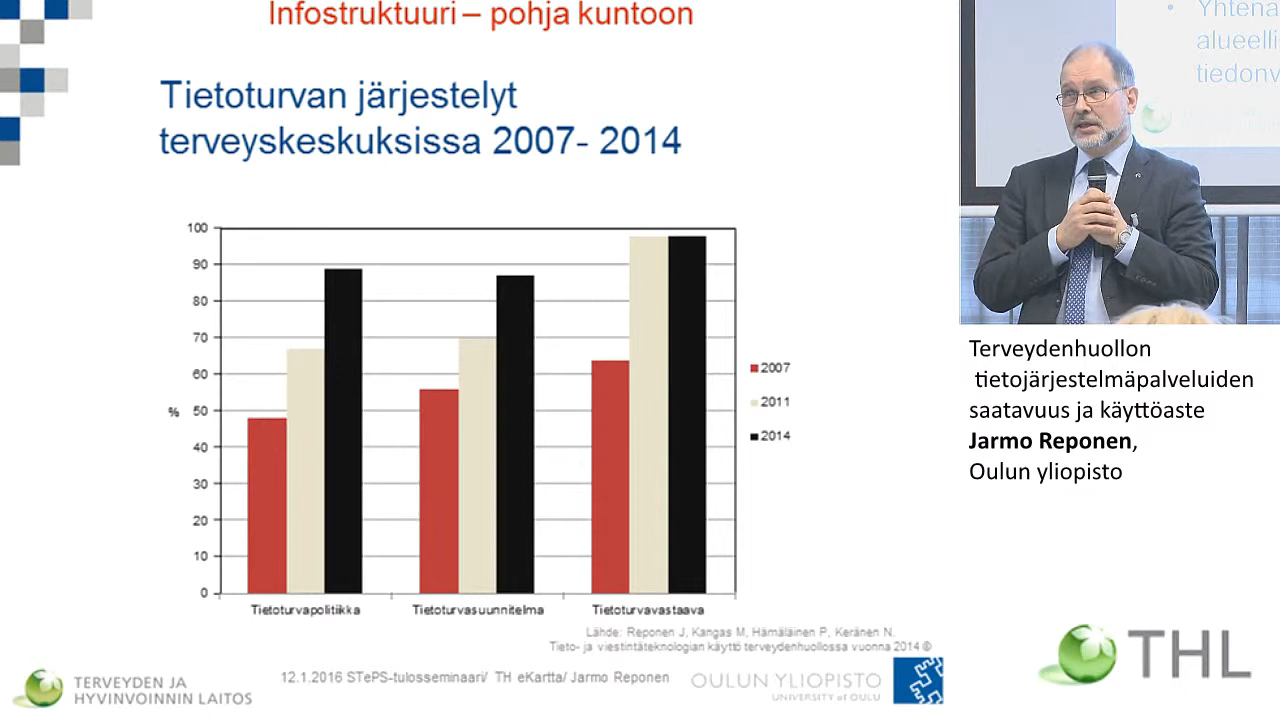 Infostruktuuri – pohja kuntoon
Tietoturvan järjestelyt
terveyskeskuksissa 2007- 2014
100
90
80
70
60
% 50
40
30
20
10
0
2007
2011
2014
Tietoturvapolitiikka Tietoturvasuunnitelma Tietoturvavastaava
Lähde: Reponen J, Kangas M, Hämäläinen P, Keränen N.
Tieto- ja viestintäteknologian käyttö terveydenhuollossa vuonna 2014 ©
12.1.2016 STePS-tulosseminaari/ TH eKartta/ Jarmo Reponen
TERVEYDEN JA
HYVINVOINNIN LAITOS
OULUN YLIOPISTO
UNIVERSITY of OULU
• Yhtenä
alueelli
tiedonv
Terveydenhuollon
tietojärjestelmäpalveluiden
saatavuus ja käyttöaste
Jarmo Reponen,
Oulun yliopisto
THL